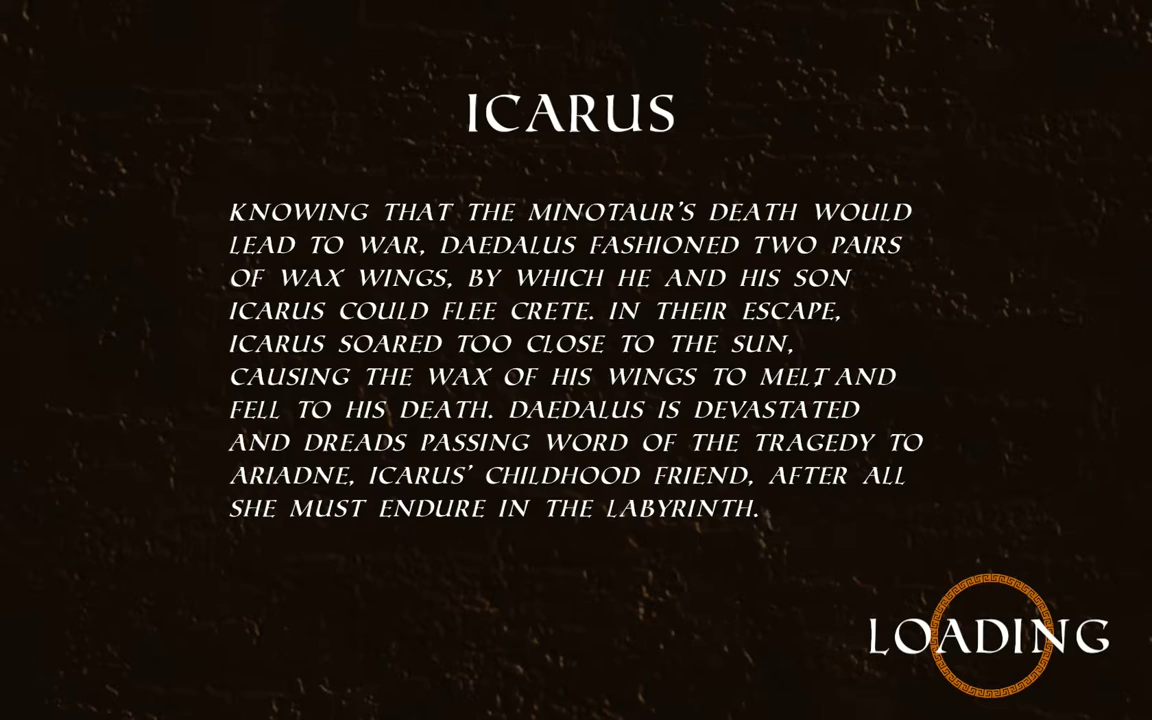 ICARUS
KNOWING THAT THE MINOTAUR'S DEATH WOULD
LEAD TO WAR, DAEDALUS FASHIONED TWO PAIRS
OF WAX WINGS, BY WHICH HE AND HIS SON
ICARUS COULD FLEE CRETE. IN THEIR ESCAPE,
ICARUS SOARED TOO CLOSE TO THE SUN,
CAUSING THE WAX OF HIS WINGS TO MELT AND
FELL TO HIS DEATH. DAEDALUS IS DEVASTATED
AND DREADS PASSING WORD OF THE TRAGEDY TO
ARIADNE, ICARUS' CHILDHOOD FRIEND, AFTER ALL
SHE MUST ENDURE IN THE LABYRINTH.
LOADING